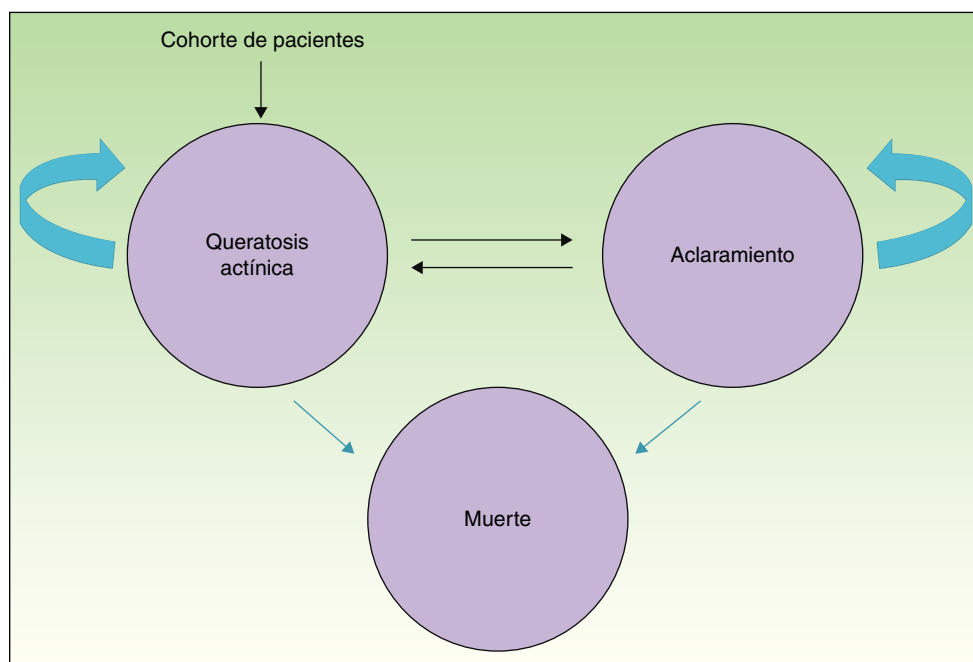 Cohorte de pacientes
Queratosis
actínica
Aclaramiento
Muerte